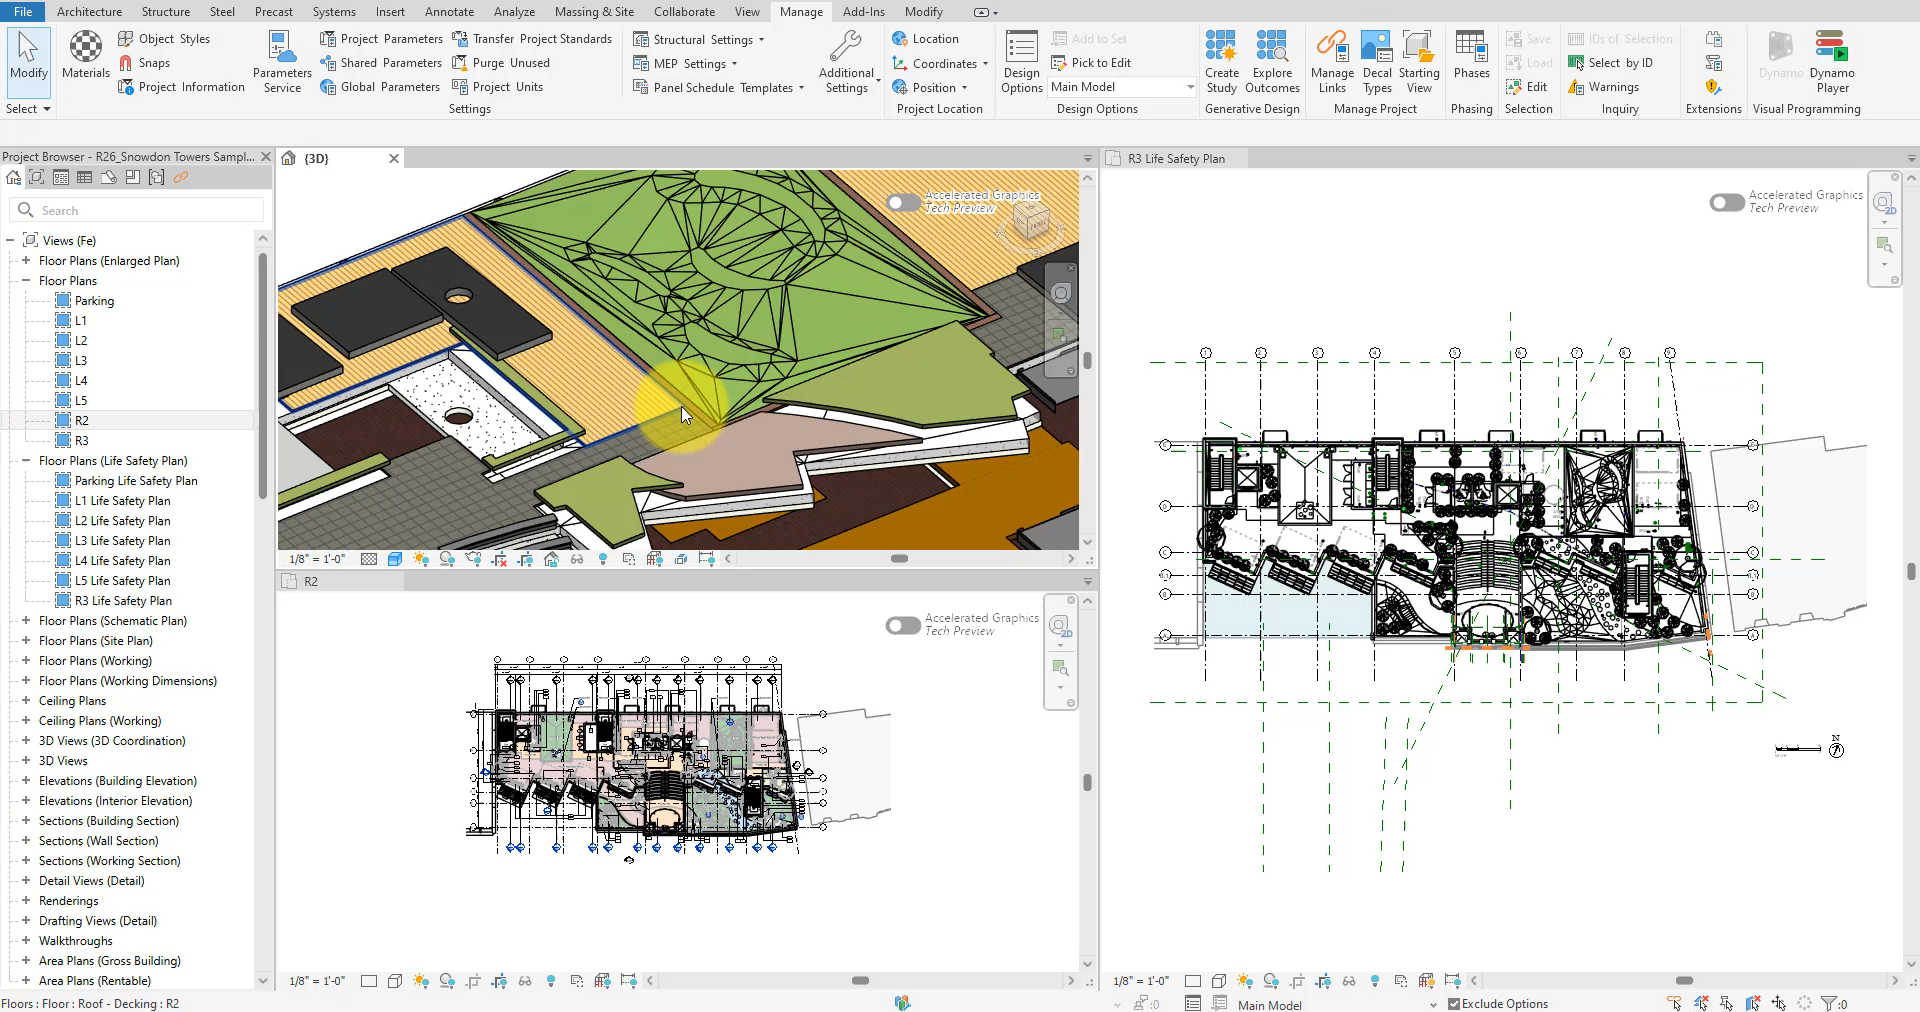 File Architecture Structure Steel Precast Systems Insert Annotate Analyze Massing & Site Collaborate View Manage Add-Ins Modify
Modify
Select
Materials
Object Styles
Snaps
Project Information
Parameters Service
Project Parameters
Shared Parameters
Global Parameters
Transfer Project Standards
Purge Unused
Project Units
Settings
Structural Settings
MEP Settings
Panel Schedule Templates
Additional Settings
Location
Coordinates
Position
Project Location
Design Options
Add to Set
Pick to Edit
Main Model
Design Options
Create Study
Explore Outcomes
Generative Design
Manage Links
Decal Types
Starting View
Manage Project
Phases
Phasing
Save
Load
Edit
Selection
IDs of Selection
Select by ID
Warnings
Inquiry
Extensions
Dynamo
Dynamo Player
Visual Programming
Project Browser - R26_Snowdon Towers Sampl...
Search
Views (Fe)
Floor Plans (Enlarged Plan)
Floor Plans
Parking
L1
L2
L3
L4
L5
R2
R3
Floor Plans (Life Safety Plan)
Parking Life Safety Plan
L1 Life Safety Plan
L2 Life Safety Plan
L3 Life Safety Plan
L4 Life Safety Plan
L5 Life Safety Plan
R3 Life Safety Plan
Floor Plans (Schematic Plan)
Floor Plans (Site Plan)
Floor Plans (Working)
Floor Plans (Working Dimensions)
Ceiling Plans
Ceiling Plans (Working)
3D Views (3D Coordination)
3D Views
Elevations (Building Elevation)
Elevations (Interior Elevation)
Sections (Building Section)
Sections (Wall Section)
Sections (Working Section)
Detail Views (Detail)
Renderings
Drafting Views (Detail)
Walkthroughs
Area Plans (Gross Building)
Area Plans (Rentable)
{3D}
Accelerated Graphics
Tech Preview
1/8" = 1'-0"
R2
Accelerated Graphics
Tech Preview
2D
1/8" = 1'-0"
R3 Life Safety Plan
Accelerated Graphics
Tech Preview
2D
N
1/8" = 1'-0"
Floors : Floor : Roof - Decking : R2
:0
Main Model
Exclude Options
:0